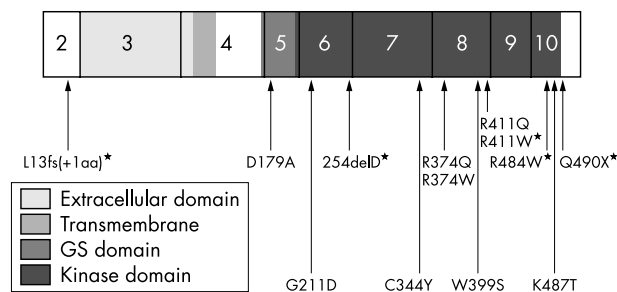 2 3 4 5 6 7 8 9 10
R411Q
R411W★
L13fs(+1aa)★ D179A 254delD★ R374Q R484W★ Q490X★
R374W
Extracellular domain
Transmembrane
GS domain
Kinase domain
G211D C344Y W399S K487T